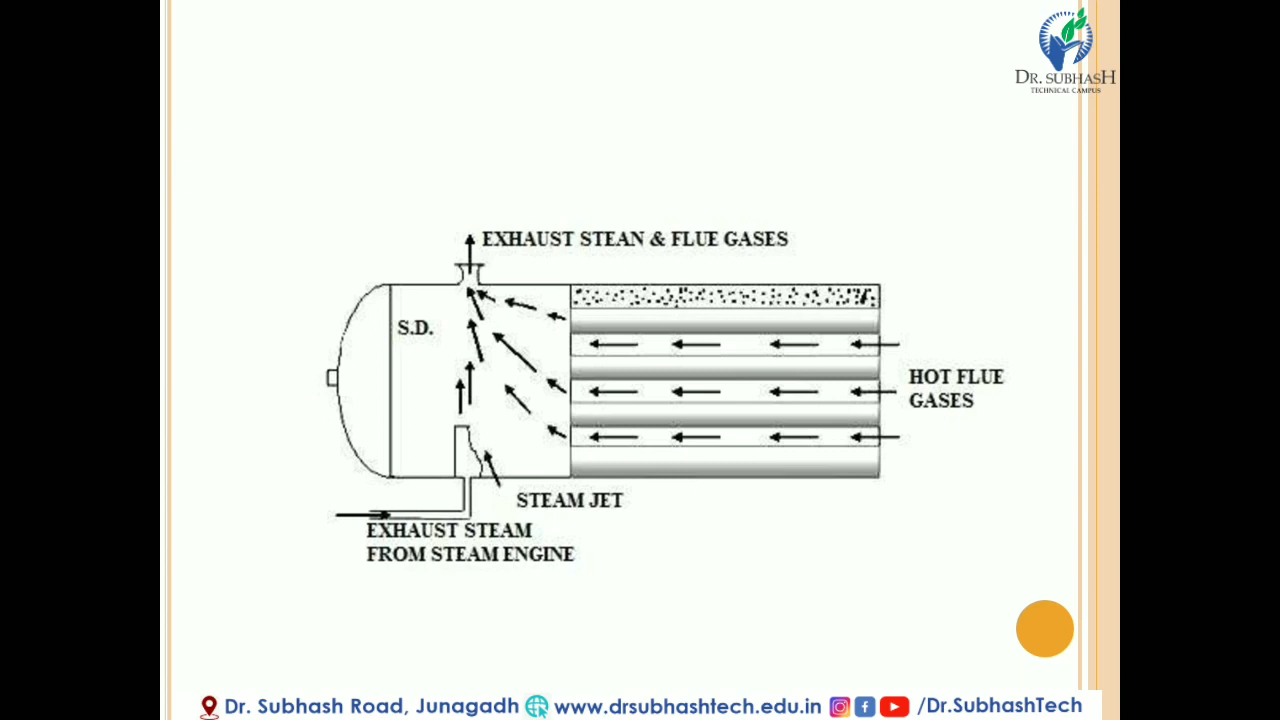 DR. SUBHASH
TECHNICAL CAMPUS
EXHAUST STEAN & FLUE GASES
S.D.
HOT FLUE
GASES
STEAM JET
EXHAUST STEAM
FROM STEAM ENGINE
Dr. Subhash Road, Junagadh www.drsubhashtech.edu.in /Dr.SubhashTech